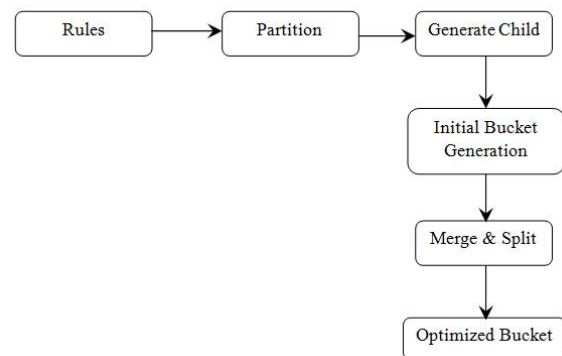 Rules
Partition
Generate Child
Initial Bucket
Generation
Merge & Split
Optimized Bucket